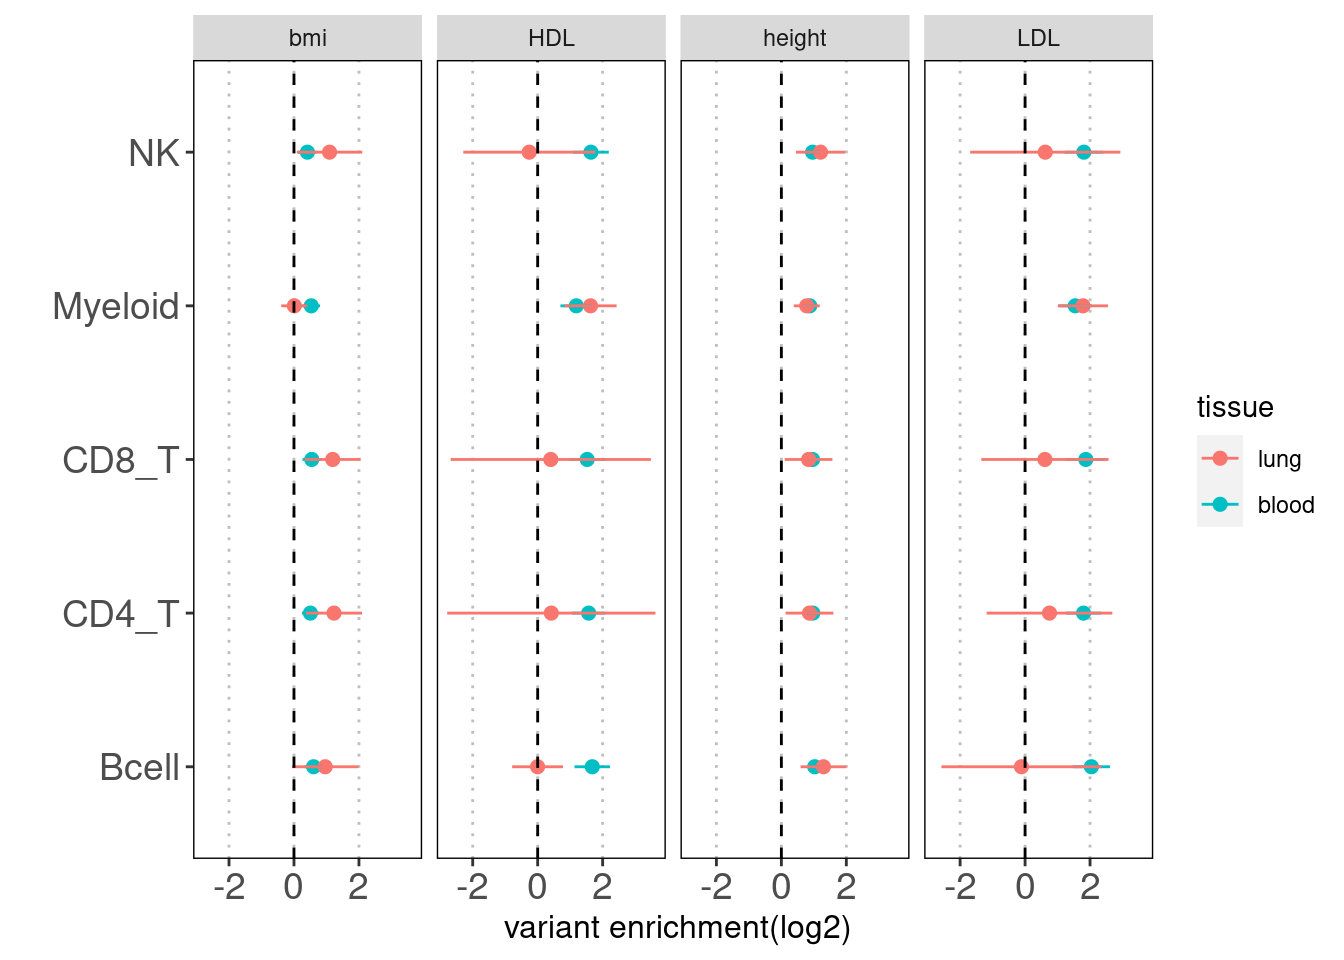 bmi HDL height LDL
NK
Myeloid
CD8_T
CD4_T
Bcell
-2 0 2 -2 0 2 -2 0 2 -2 0 2
variant enrichment(log2)
tissue
lung
blood